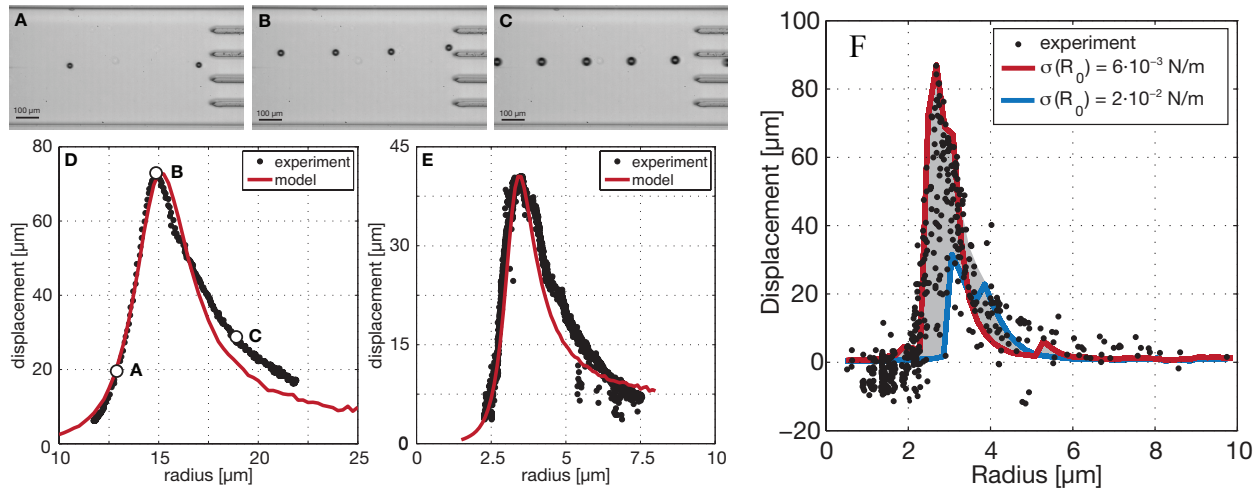 A
100 µm
B
100 µm
C
100 µm
D
experiment
model
B
A
C
80
60
40
20
0
displacement [µm]
10
15
20
25
radius [µm]
E
experiment
model
45
30
15
0
displacement [µm]
0
2.5
5
7.5
10
radius [µm]
F
experiment
σ(R₀) = 6·10⁻³ N/m
σ(R₀) = 2·10⁻² N/m
100
80
60
40
20
0
−20
Displacement [µm]
0
2
4
6
8
10
Radius [µm]